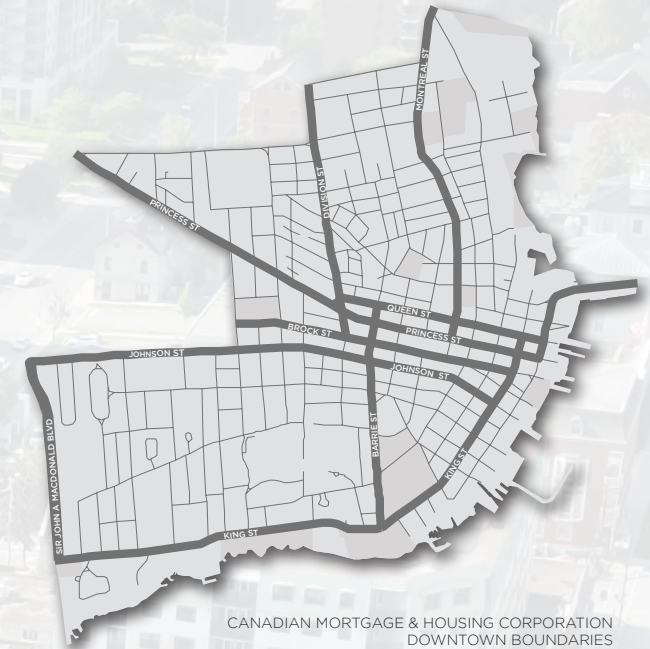 MONTREAL ST
DIVISION ST
PRINCESS ST
QUEEN ST
PRINCESS ST
BROCK ST
JOHNSON ST
JOHNSON ST
BARRIE ST
SIR JOHN A MACDONALD BLVD
KING ST
KING ST
CANADIAN MORTGAGE & HOUSING CORPORATION
DOWNTOWN BOUNDARIES